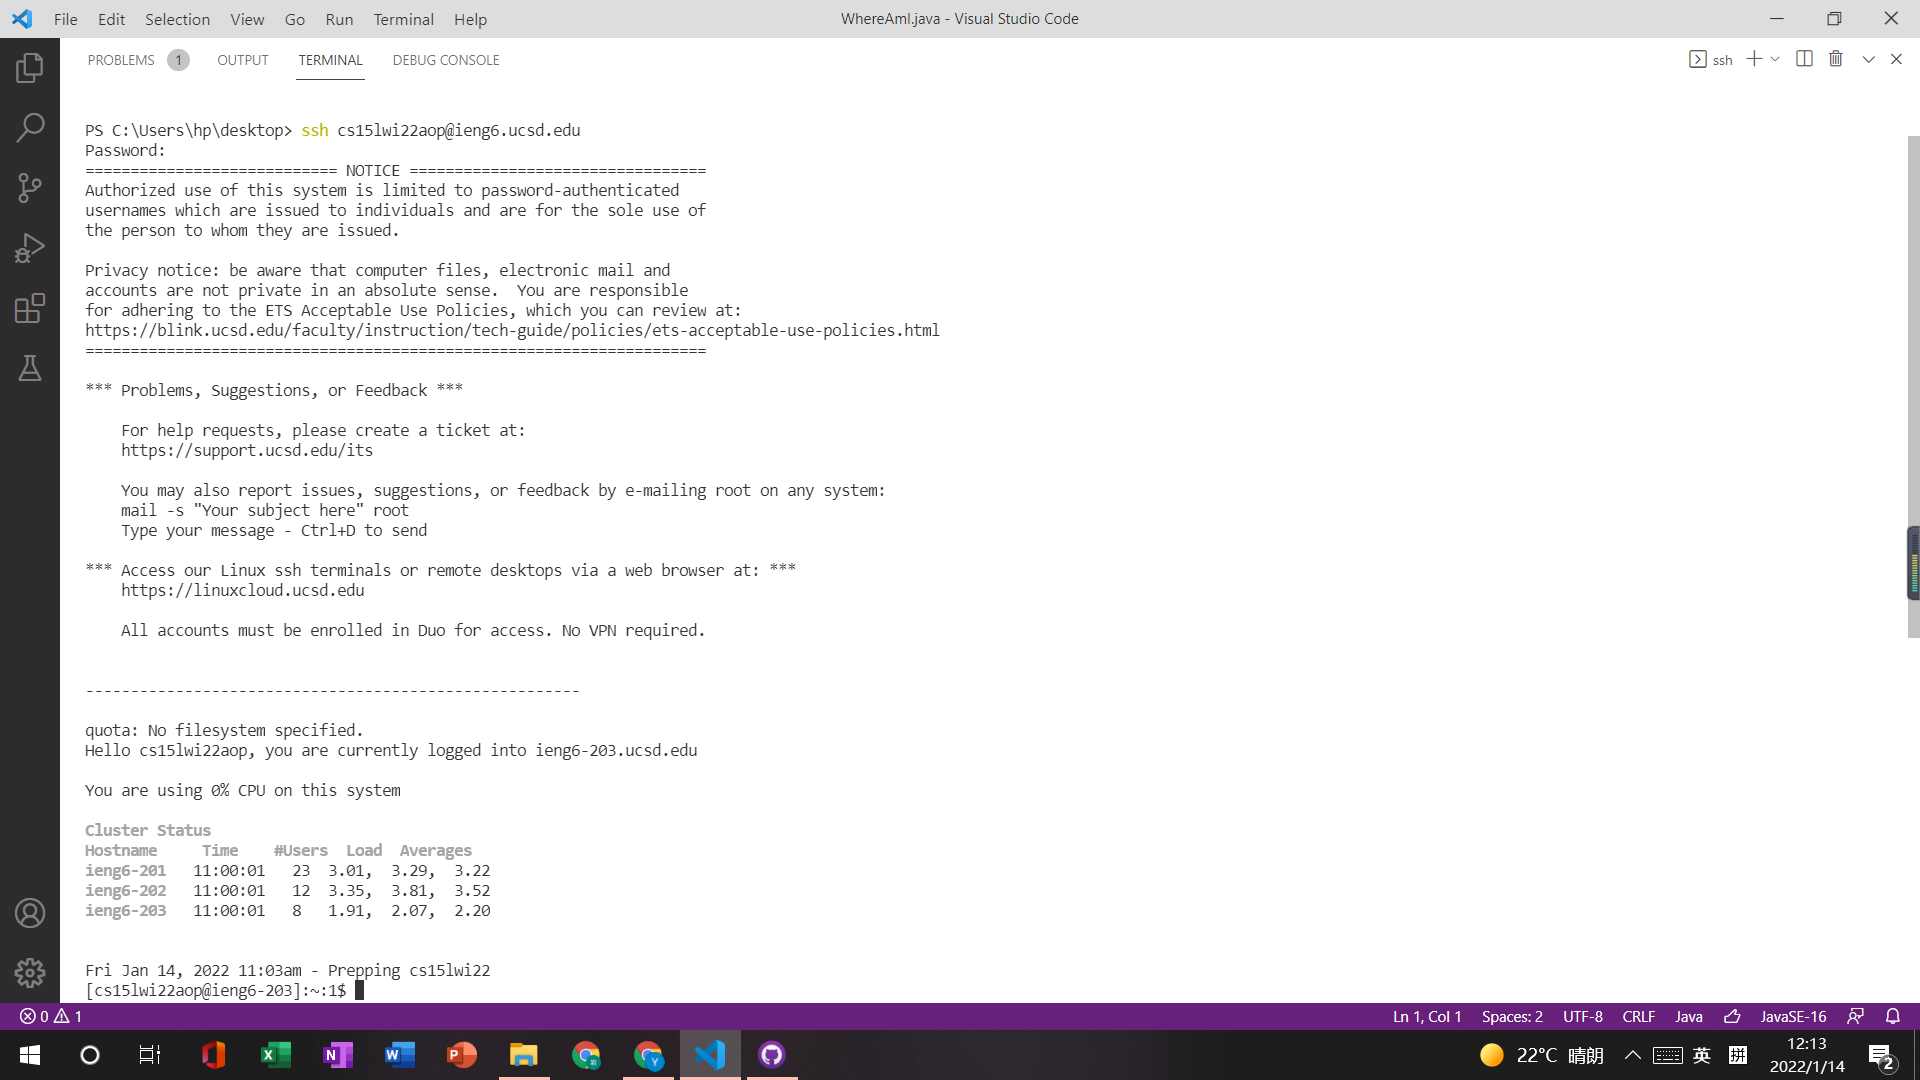 File Edit Selection View Go Run Terminal Help
WhereAmI.java - Visual Studio Code
PROBLEMS 1 OUTPUT TERMINAL DEBUG CONSOLE
ssh
PS C:\Users\hp\desktop> ssh cs15lwi22aop@ieng6.ucsd.edu
Password:
============================ NOTICE =================================
Authorized use of this system is limited to password-authenticated
usernames which are issued to individuals and are for the sole use of
the person to whom they are issued.
Privacy notice: be aware that computer files, electronic mail and
accounts are not private in an absolute sense.  You are responsible
for adhering to the ETS Acceptable Use Policies, which you can review at:
https://blink.ucsd.edu/faculty/instruction/tech-guide/policies/ets-acceptable-use-policies.html
=====================================================================
*** Problems, Suggestions, or Feedback ***
For help requests, please create a ticket at:
https://support.ucsd.edu/its
You may also report issues, suggestions, or feedback by e-mailing root on any system:
mail -s "Your subject here" root
Type your message - Ctrl+D to send
*** Access our Linux ssh terminals or remote desktops via a web browser at: ***
https://linuxcloud.ucsd.edu
All accounts must be enrolled in Duo for access. No VPN required.
-------------------------------------------------------
quota: No filesystem specified.
Hello cs15lwi22aop, you are currently logged into ieng6-203.ucsd.edu
You are using 0% CPU on this system
Cluster Status
Hostname     Time    #Users  Load  Averages
ieng6-201   11:00:01   23  3.01,  3.29,  3.22
ieng6-202   11:00:01   12  3.35,  3.81,  3.52
ieng6-203   11:00:01   8   1.91,  2.07,  2.20
Fri Jan 14, 2022 11:03am - Prepping cs15lwi22
[cs15lwi22aop@ieng6-203]:~:1$
0 1
Ln 1, Col 1 Spaces: 2 UTF-8 CRLF Java JavaSE-16
22°C 晴朗 英 拼 12:13
2022/1/14
2